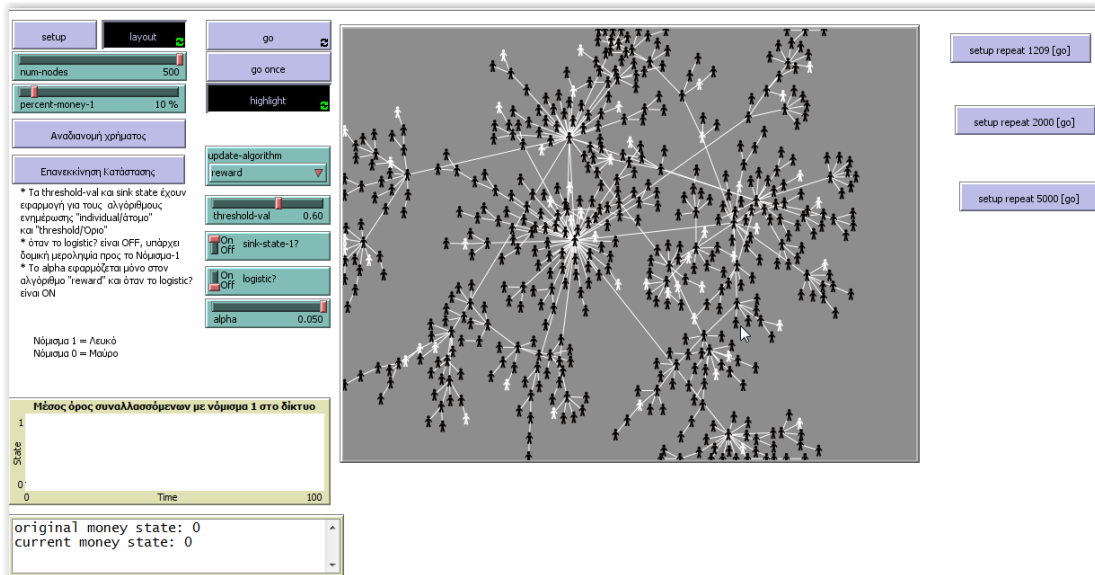 setup
layout
go
setup repeat 1209 [go]
num-nodes 500
go once
percent-money-1 10 %
highlight
setup repeat 2000 [go]
Αναδιανομή χρήματος
update-algorithm
reward
Επανεκκίνηση Κατάστασης
* Τα threshold-val και sink state έχουν
εφαρμογή για τους αλγόριθμους
ενημέρωσης "individual/άτομο"
και "threshold/Όριο"
* όταν το logistic? είναι OFF, υπάρχει
δομική μεροληψία προς το Νόμισμα-1
* Το alpha εφαρμόζεται μόνο στον
αλγόριθμο "reward" και όταν το logistic?
είναι ON
threshold-val 0.60
setup repeat 5000 [go]
On
Off
sink-state-1?
On
Off
logistic?
alpha 0.050
Νόμισμα 1 = Λευκό
Νόμισμα 0 = Μαύρο
Μέσος όρος συναλλασσόμενων με νόμισμα 1 στο δίκτυο
1
State
0
0 Time 100
original money state: 0
current money state: 0